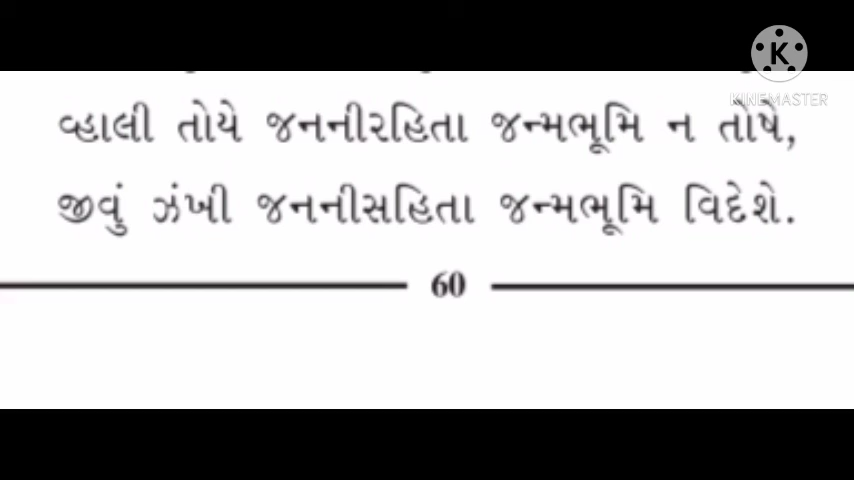 K
KINEMASTER
વ્હાલી તોયે જનનીરહિતા જન્મભૂમિ ન તોષે,
જીવું ઝંખી જનનીસહિતા જન્મભૂમિ વિદેશે.
60